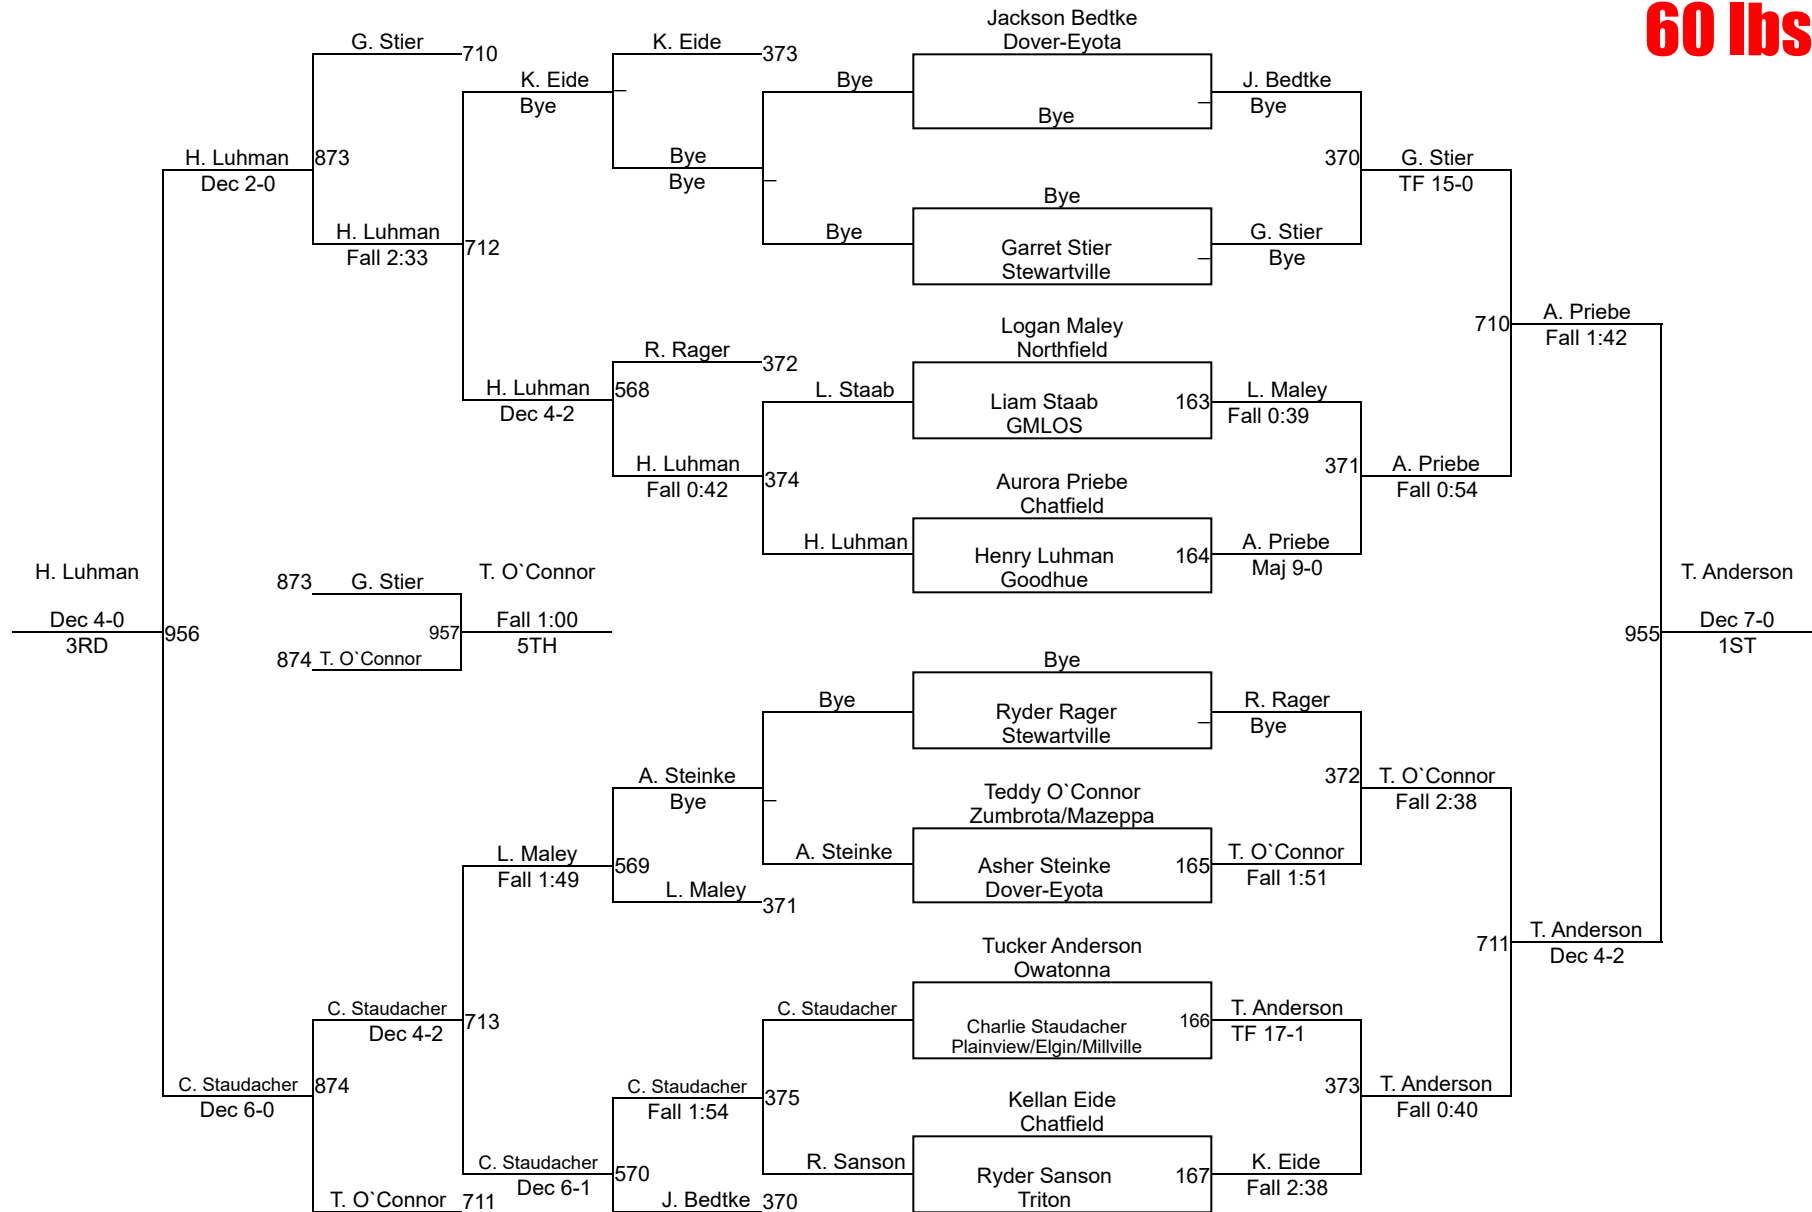 60 lbs
Jackson Bedtke
Dover-Eyota
G. Stier
710
K. Eide
373
K. Eide
Bye
Bye
Bye
J. Bedtke
Bye
H. Luhman
Dec 2-0
873
Bye
Bye
370
G. Stier
TF 15-0
Bye
H. Luhman
Fall 2:33
712
Bye
Garret Stier
Stewartville
G. Stier
Bye
Logan Maley
Northfield
710
A. Priebe
Fall 1:42
R. Rager
372
H. Luhman
Dec 4-2
568
L. Staab
Liam Staab
GMLOS
163
L. Maley
Fall 0:39
H. Luhman
Fall 0:42
374
Aurora Priebe
Chatfield
371
A. Priebe
Fall 0:54
H. Luhman
Henry Luhman
Goodhue
164
A. Priebe
Maj 9-0
H. Luhman
Dec 4-0
3RD
956
873
G. Stier
874
T. O`Connor
957
T. O`Connor
Fall 1:00
5TH
T. Anderson
955
Dec 7-0
1ST
Bye
Bye
Ryder Rager
Stewartville
R. Rager
Bye
A. Steinke
Bye
Teddy O`Connor
Zumbrota/Mazeppa
372
T. O`Connor
Fall 2:38
L. Maley
Fall 1:49
569
A. Steinke
Asher Steinke
Dover-Eyota
165
T. O`Connor
Fall 1:51
L. Maley
371
Tucker Anderson
Owatonna
711
T. Anderson
Dec 4-2
C. Staudacher
Dec 4-2
713
C. Staudacher
Charlie Staudacher
Plainview/Elgin/Millville
166
T. Anderson
TF 17-1
C. Staudacher
Dec 6-0
874
C. Staudacher
Fall 1:54
375
Kellan Eide
Chatfield
373
T. Anderson
Fall 0:40
C. Staudacher
Dec 6-1
570
R. Sanson
Ryder Sanson
Triton
167
K. Eide
Fall 2:38
T. O`Connor
711
J. Bedtke
370